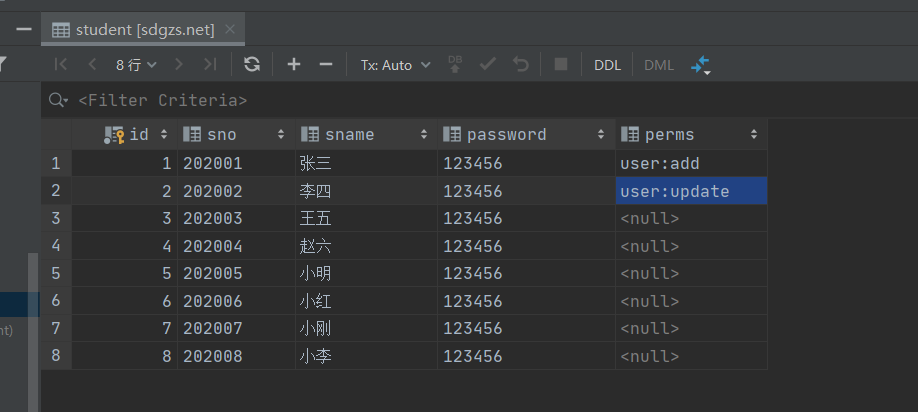 student [sdgzs.net]
8 行 Tx: Auto DB DDL DML
<Filter Criteria>
id sno sname password perms
1 1 202001 张三 123456 user:add
2 2 202002 李四 123456 user:update
3 3 202003 王五 123456 <null>
4 4 202004 赵六 123456 <null>
5 5 202005 小明 123456 <null>
6 6 202006 小红 123456 <null>
nt) 7 7 202007 小刚 123456 <null>
8 8 202008 小李 123456 <null>